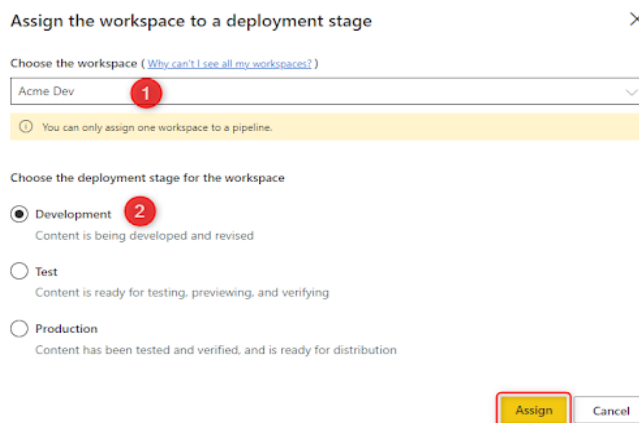 Assign the workspace to a deployment stage
Choose the workspace ( Why can't I see all my workspaces? )
Acme Dev 1
You can only assign one workspace to a pipeline.
Choose the deployment stage for the workspace
Development 2
Content is being developed and revised
Test
Content is ready for testing, previewing, and verifying
Production
Content has been tested and verified, and is ready for distribution
Assign Cancel